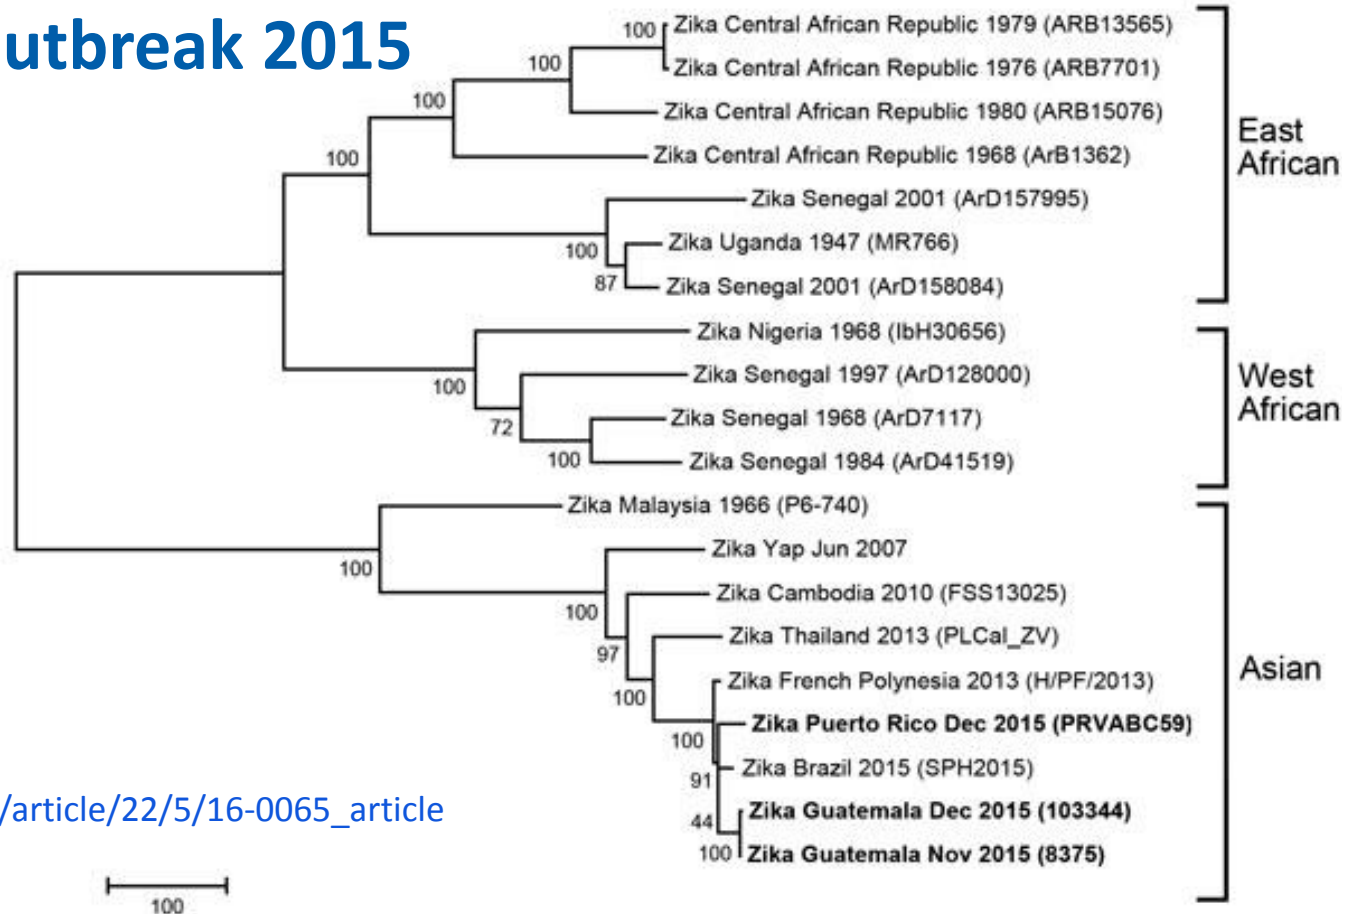 utbreak 2015
100
Zika Central African Republic 1979 (ARB13565)
Zika Central African Republic 1976 (ARB7701)
100
Zika Central African Republic 1980 (ARB15076)
100
Zika Central African Republic 1968 (ArB1362)
100
Zika Senegal 2001 (ArD157995)
100
Zika Uganda 1947 (MR766)
87
Zika Senegal 2001 (ArD158084)
East
African
Zika Nigeria 1968 (IbH30656)
100
Zika Senegal 1997 (ArD128000)
72
Zika Senegal 1968 (ArD7117)
100
Zika Senegal 1984 (ArD41519)
West
African
Zika Malaysia 1966 (P6-740)
100
Zika Yap Jun 2007
100
Zika Cambodia 2010 (FSS13025)
97
Zika Thailand 2013 (PLCal_ZV)
100
Zika French Polynesia 2013 (H/PF/2013)
100
Zika Puerto Rico Dec 2015 (PRVABC59)
91
Zika Brazil 2015 (SPH2015)
44
Zika Guatemala Dec 2015 (103344)
100
Zika Guatemala Nov 2015 (8375)
Asian
/article/22/5/16-0065_article
100